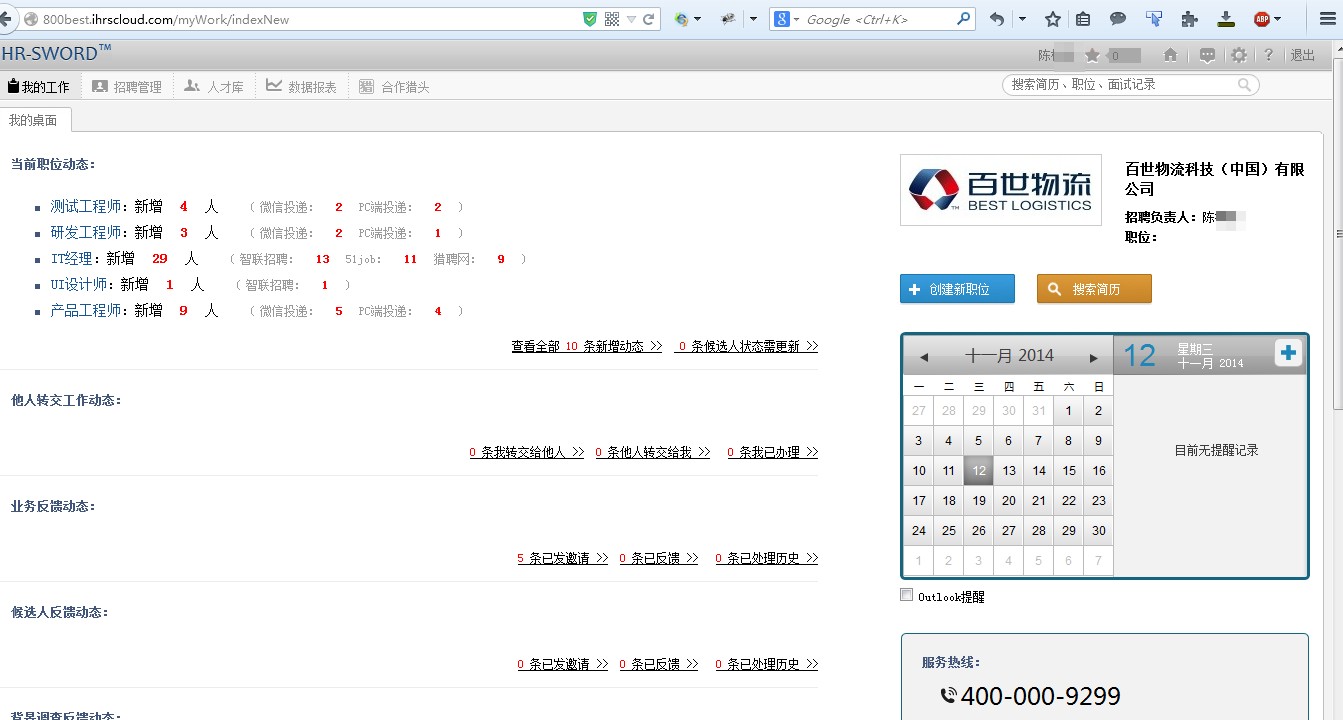 800best.ihrscloud.com/myWork/indexNew
Google <Ctrl+K>
ABP
HR-SWORD™
陈 0 ? 退出
我的工作 招聘管理 人才库 数据报表 合作猎头
搜索简历、职位、面试记录
我的桌面
当前职位动态:
测试工程师: 新增 4 人 ( 微信投递: 2 PC端投递: 2 )
研发工程师: 新增 3 人 ( 微信投递: 2 PC端投递: 1 )
IT经理: 新增 29 人 ( 智联招聘: 13 51job: 11 猎聘网: 9 )
UI设计师: 新增 1 人 ( 智联招聘: 1 )
产品工程师: 新增 9 人 ( 微信投递: 5 PC端投递: 4 )
查看全部 10 条新增动态 >> 0 条候选人状态需更新 >>
他人转交工作动态:
0 条我转交给他人 >> 0 条他人转交给我 >> 0 条我已办理 >>
业务反馈动态:
5 条已发邀请 >> 0 条已反馈 >> 0 条已处理历史 >>
候选人反馈动态:
0 条已发邀请 >> 0 条已反馈 >> 0 条已处理历史 >>
背景调查反馈动态:
百世物流
BEST LOGISTICS
百世物流科技（中国）有限
公司
招聘负责人: 陈
职位:
创建新职位 搜索简历
十一月 2014
一 二 三 四 五 六 日
27 28 29 30 31 1 2
3 4 5 6 7 8 9
10 11 12 13 14 15 16
17 18 19 20 21 22 23
24 25 26 27 28 29 30
1 2 3 4 5 6 7
12 星期三
十一月 2014
目前无提醒记录
Outlook提醒
服务热线:
400-000-9299